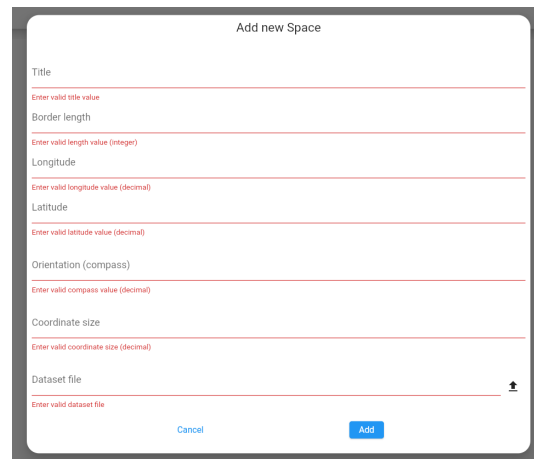 Add new Space
Title
Enter valid title value
Border length
Enter valid length value (integer)
Longitude
Enter valid longitude value (decimal)
Latitude
Enter valid latitude value (decimal)
Orientation (compass)
Enter valid compass value (decimal)
Coordinate size
Enter valid coordinate size (decimal)
Dataset file
Enter valid dataset file
Cancel Add